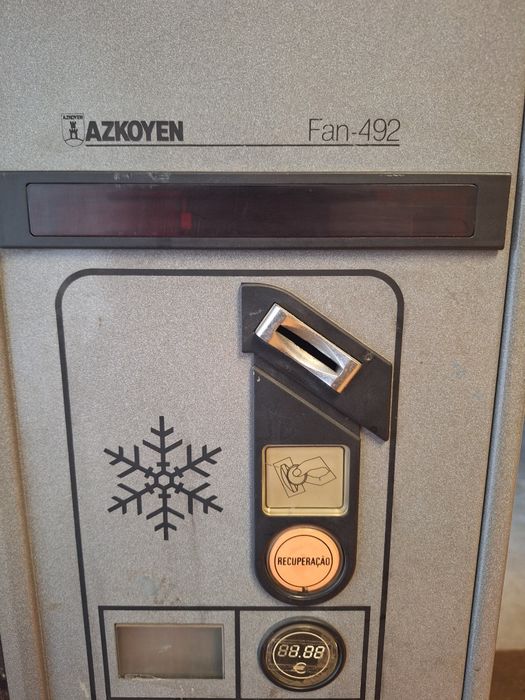 AZKOYEN
AZKOYEN
Fan-492
RECUPERAÇÃO
88.88
€